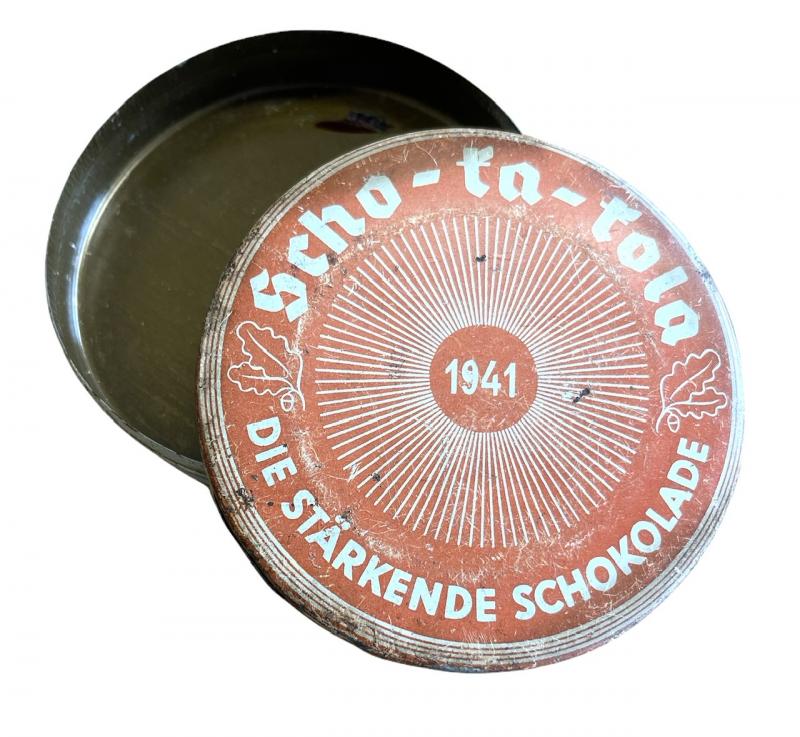 Scho-ka-kola
1941
DIE STÄRKENDE SCHOKOLADE